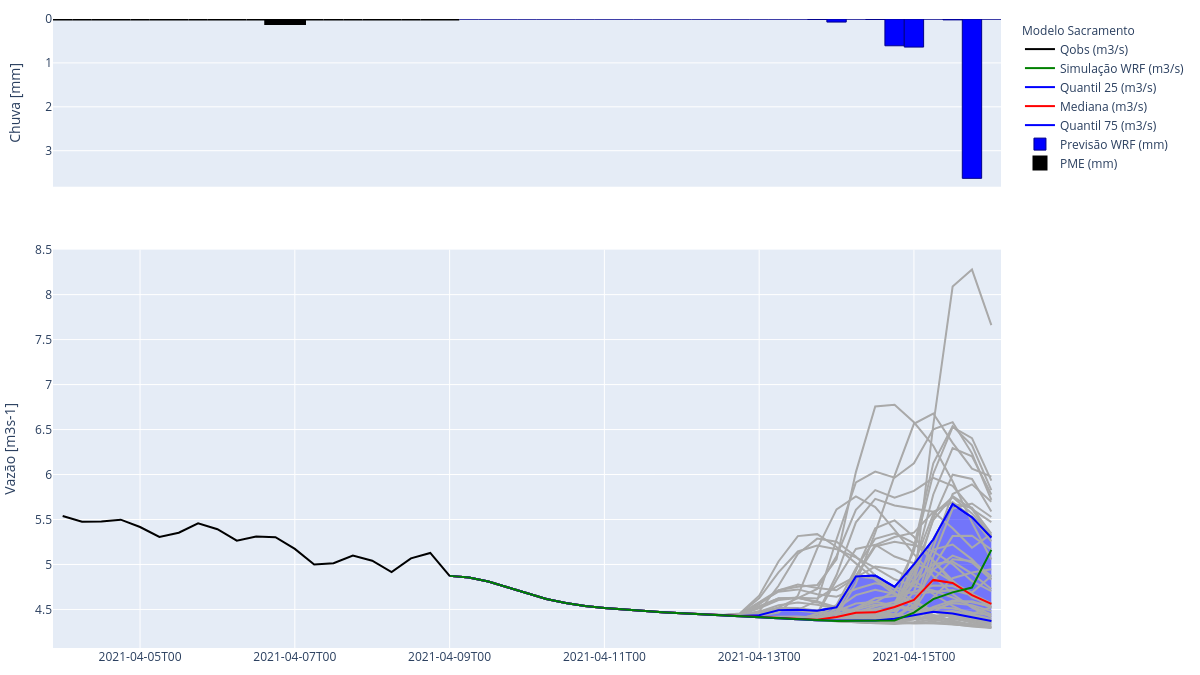 0
1
2
3
Chuva [mm]
Modelo Sacramento
Qobs (m3/s)
Simulação WRF (m3/s)
Quantil 25 (m3/s)
Mediana (m3/s)
Quantil 75 (m3/s)
Previsão WRF (mm)
PME (mm)
8.5
8
7.5
7
6.5
6
5.5
5
4.5
Vazão [m3s-1]
2021-04-05T00
2021-04-07T00
2021-04-09T00
2021-04-11T00
2021-04-13T00
2021-04-15T00